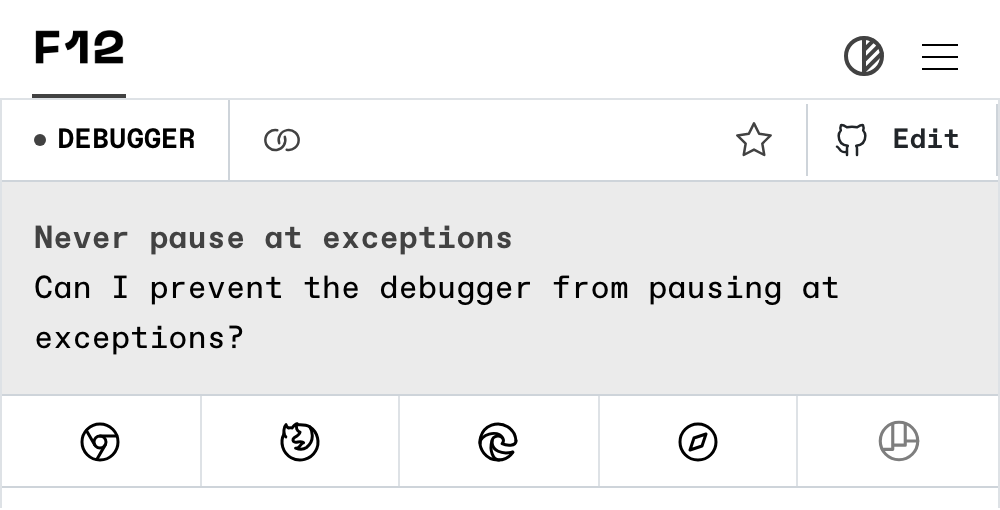 F12
DEBUGGER
Edit
Never pause at exceptions
Can I prevent the debugger from pausing at
exceptions?